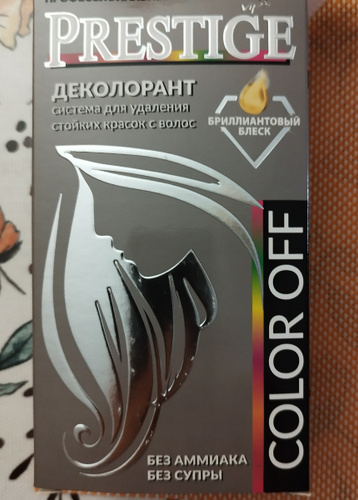 PRESTIGE
ДЕКОЛОРАНТ
система для удаления
стойких красок с волос
БРИЛЛИАНТОВЫЙ
БЛЕСК
COLOR OFF
БЕЗ АММИАКА
БЕЗ СУПРЫ